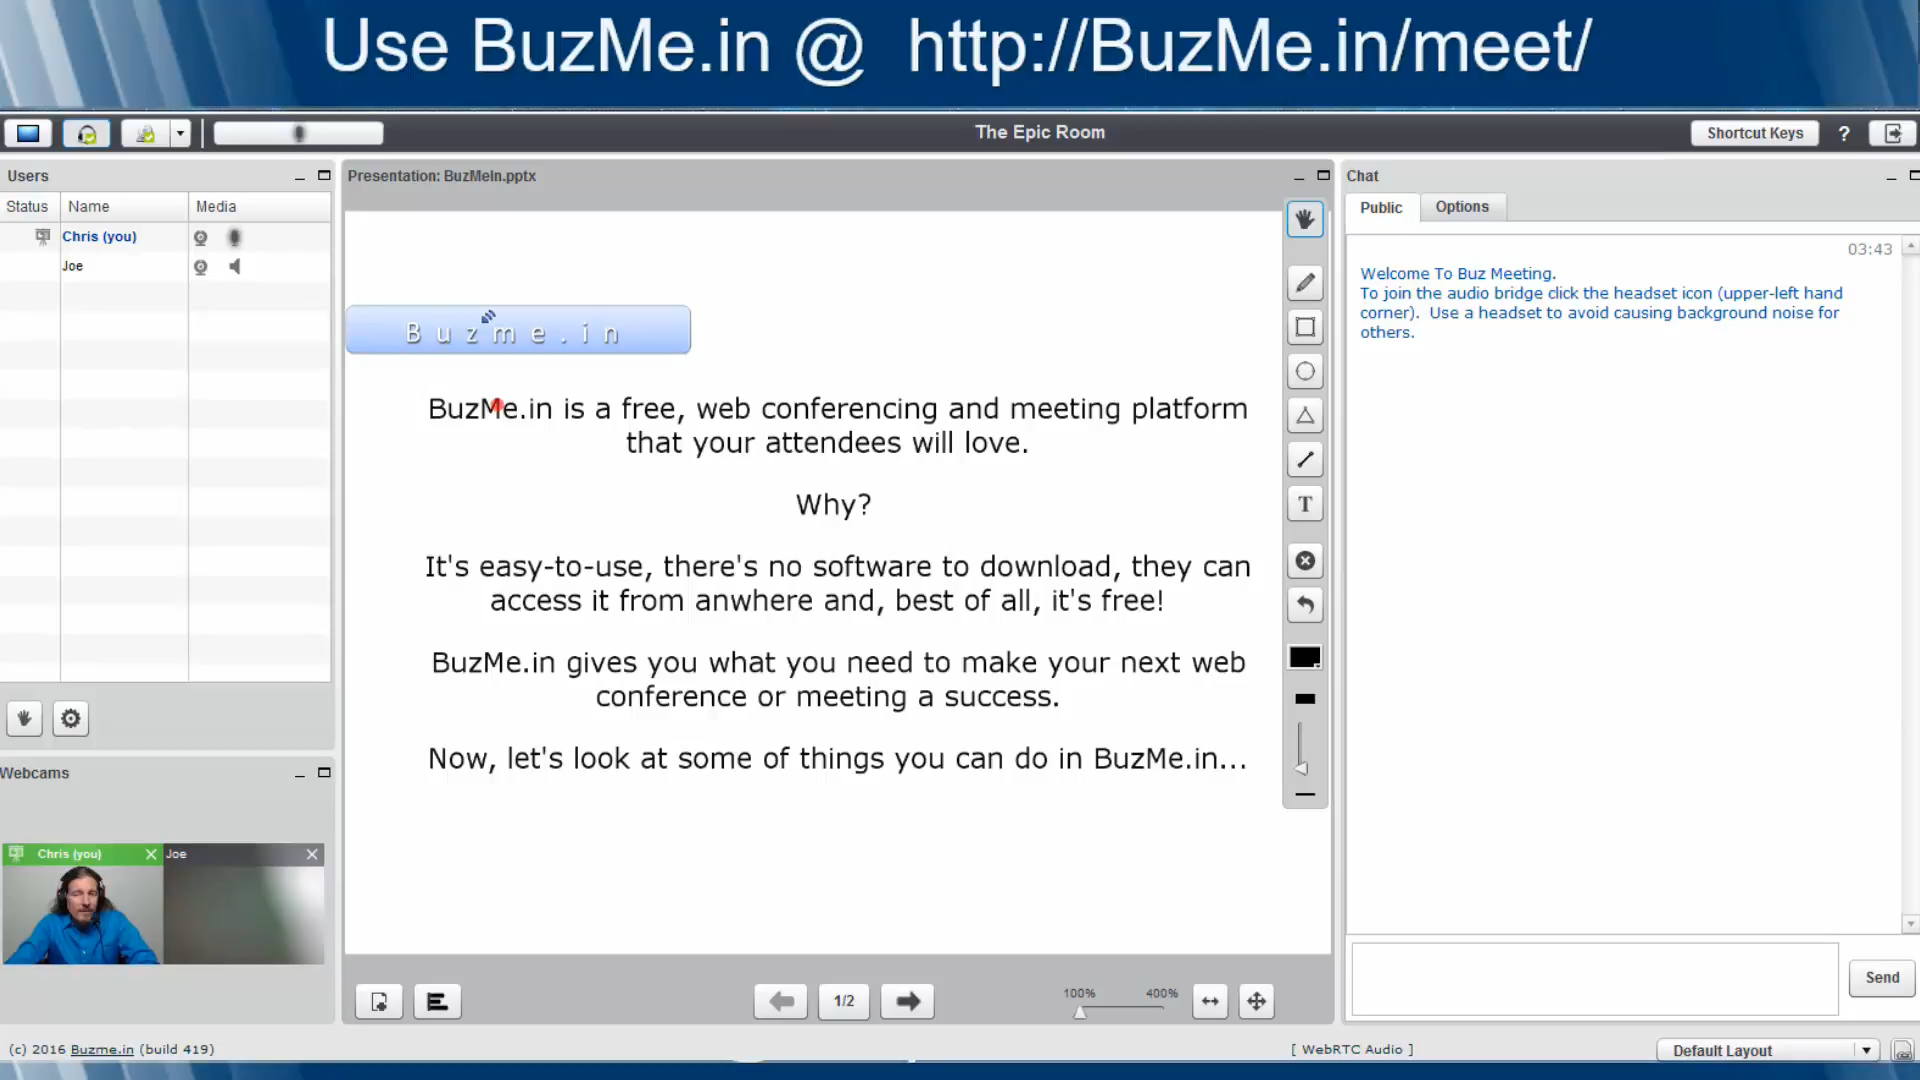 Use BuzMe.in @ http://BuzMe.in/meet/
The Epic Room
Shortcut Keys
?
Users
Status Name Media
Chris (you)
Joe
Webcams
Chris (you)
Joe
Presentation: BuzMeIn.pptx
Buzme.in
BuzMe.in is a free, web conferencing and meeting platform
that your attendees will love.
Why?
It's easy-to-use, there's no software to download, they can
access it from anwhere and, best of all, it's free!
BuzMe.in gives you what you need to make your next web
conference or meeting a success.
Now, let's look at some of things you can do in BuzMe.in...
T
1/2
100% 400%
Chat
Public Options
03:43
Welcome To Buz Meeting.
To join the audio bridge click the headset icon (upper-left hand
corner). Use a headset to avoid causing background noise for
others.
Send
(c) 2016 Buzme.in (build 419)
[ WebRTC Audio ]
Default Layout